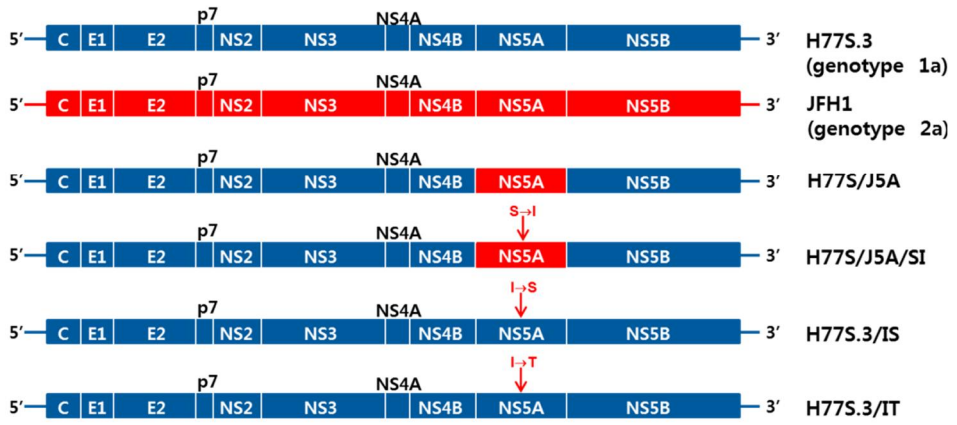 p7 NS4A
5′ C E1 E2 NS2 NS3 NS4B NS5A NS5B 3′ H77S.3
(genotype 1a)
p7 NS4A
5′ C E1 E2 NS2 NS3 NS4B NS5A NS5B 3′ JFH1
(genotype 2a)
p7 NS4A
5′ C E1 E2 NS2 NS3 NS4B NS5A NS5B 3′ H77S/J5A
S→I
p7 NS4A
5′ C E1 E2 NS2 NS3 NS4B NS5A NS5B 3′ H77S/J5A/SI
I→S
p7 NS4A
5′ C E1 E2 NS2 NS3 NS4B NS5A NS5B 3′ H77S.3/IS
I→T
p7 NS4A
5′ C E1 E2 NS2 NS3 NS4B NS5A NS5B 3′ H77S.3/IT